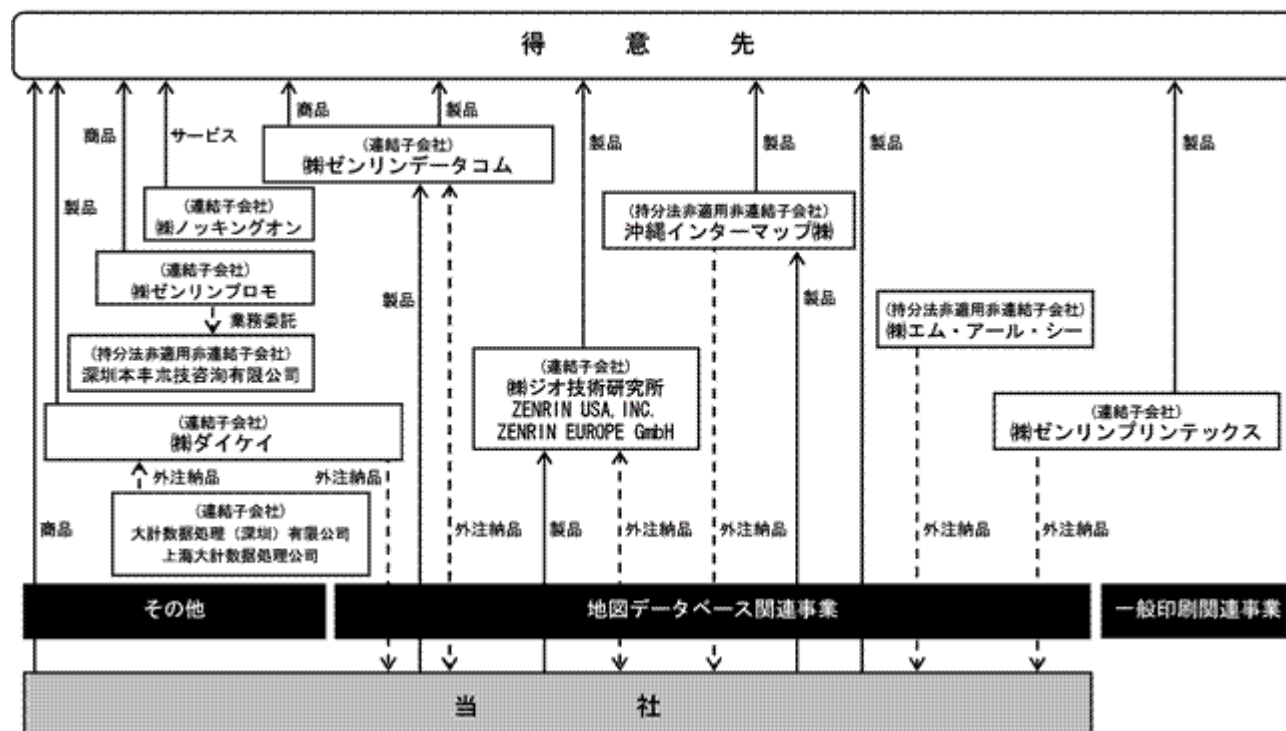 得意先
商品
製品
商品
サービス
製品
製品
製品
製品
(連結子会社)
㈱ゼンリンデータコム
製品
(連結子会社)
㈱ノッキングオン
(持分法非適用非連結子会社)
沖縄インターマップ㈱
(連結子会社)
㈱ゼンリンプロモ
業務委託
製品
製品
(持分法非適用非連結子会社)
㈱エム・アール・シー
(持分法非適用非連結子会社)
(連結子会社)
㈱ジオ技術研究所
ZENRIN USA, INC.
ZENRIN EUROPE GmbH
(連結子会社)
㈱ダイケイ
(連結子会社)
㈱ゼンリンプリンテックス
外注納品
外注納品
(連結子会社)
大計数据処理（深圳）有限公司
上海大計数据処理公司
商品
外注納品
製品
外注納品
外注納品
外注納品
外注納品
その他
地図データベース関連事業
一般印刷関連事業
当社